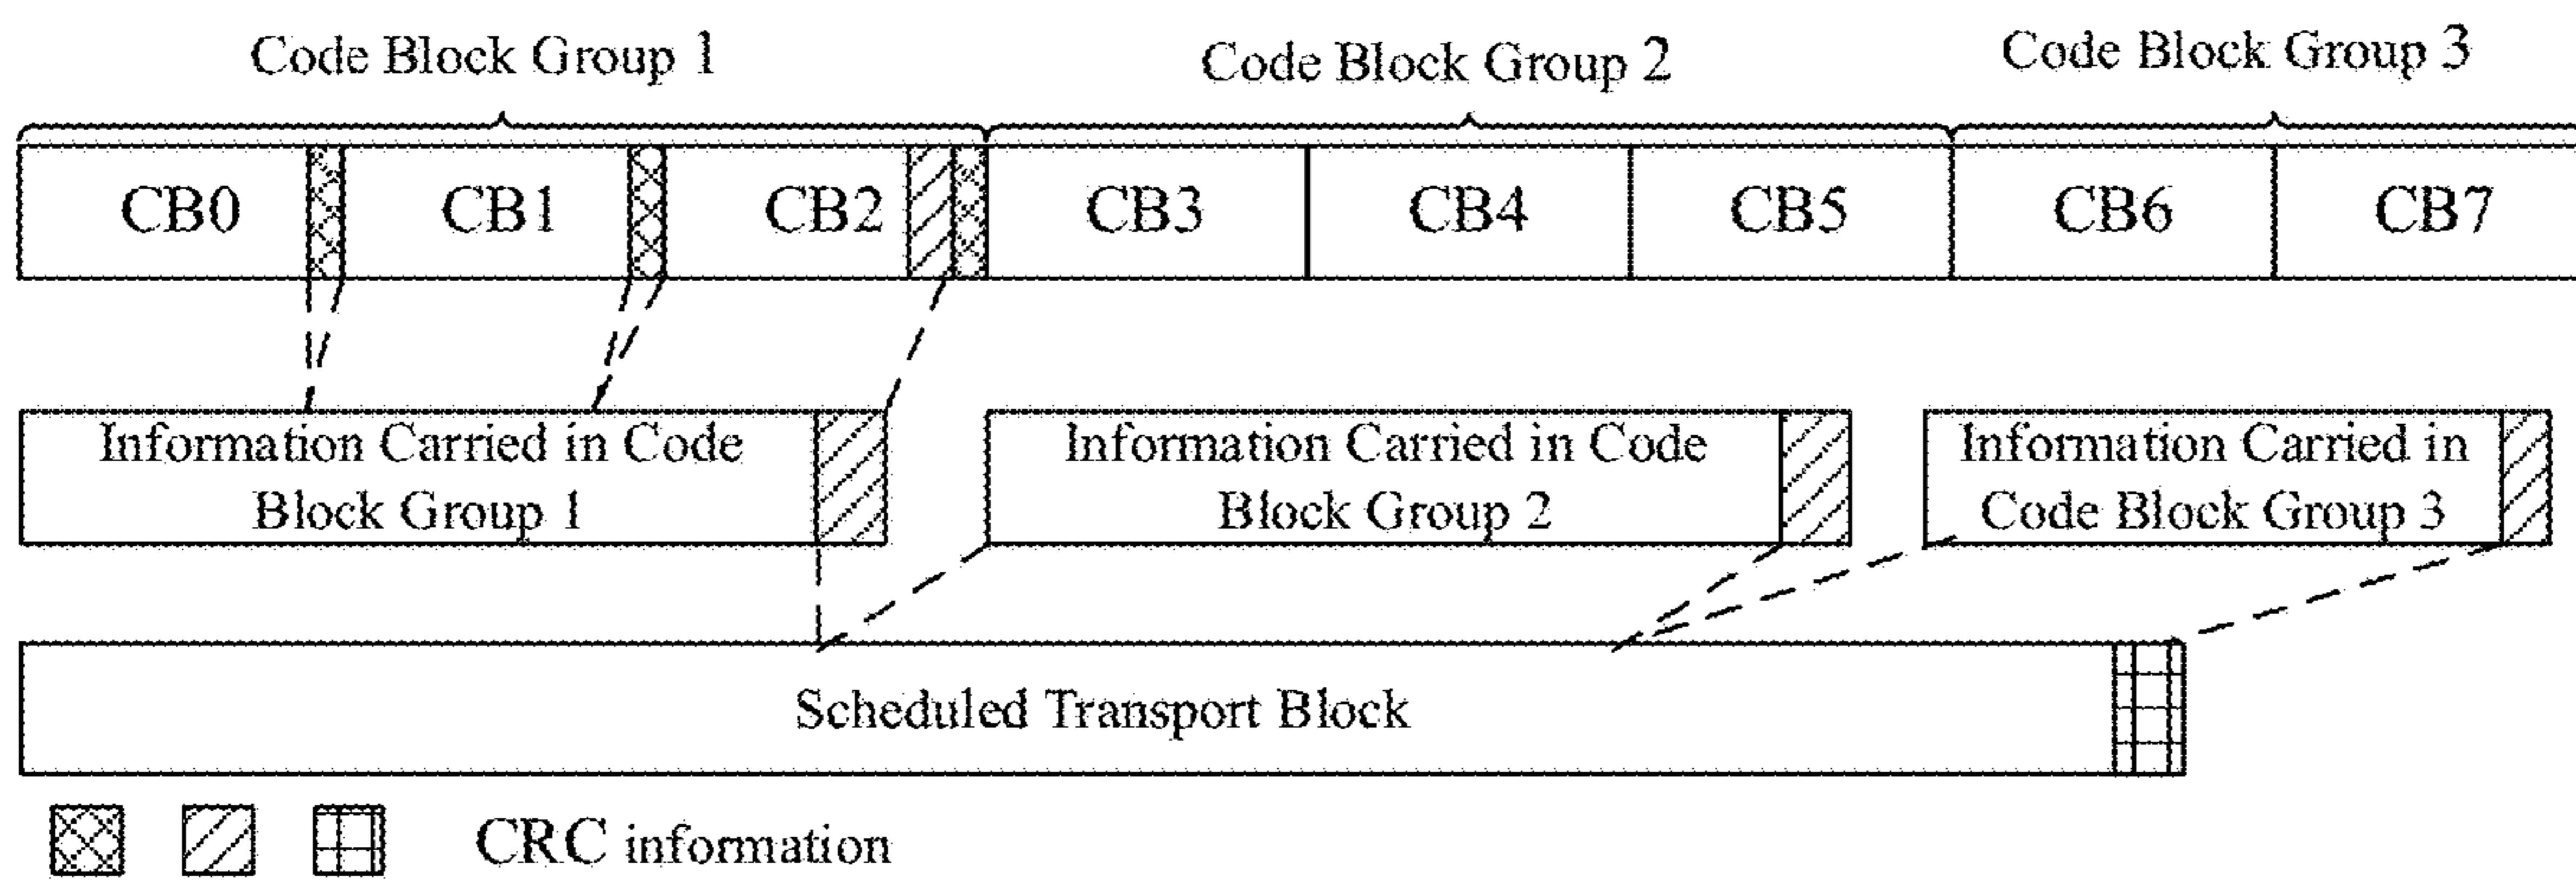 Code Block Group 1
Code Block Group 2
Code Block Group 3
CB0
CB1
CB2
CB3
CB4
CB5
CB6
CB7
Information Carried in Code
Block Group 1
Information Carried in Code
Block Group 2
Information Carried in
Code Block Group 3
Scheduled Transport Block
CRC information